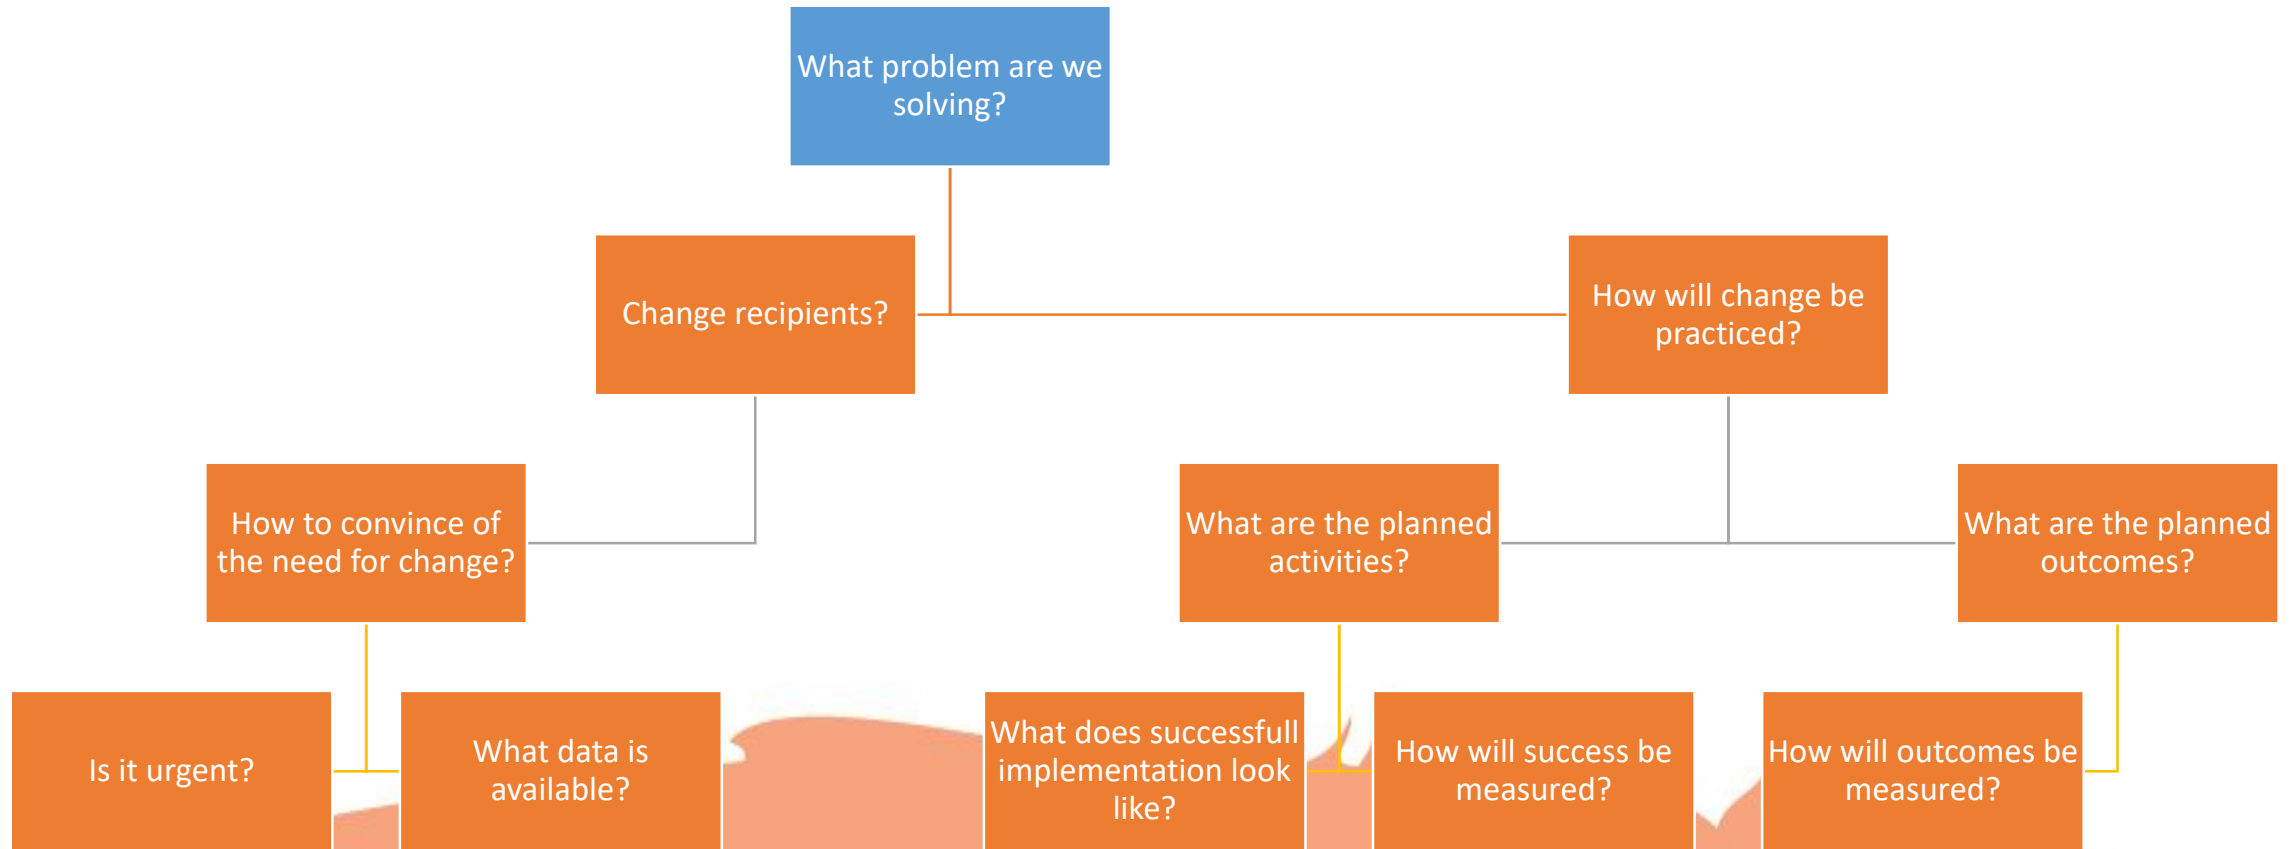 What problem are we
solving?
Change recipients?
How will change be
practiced?
How to convince of
the need for change?
What are the planned
activities?
What are the planned
outcomes?
Is it urgent?
What data is
available?
What does successfull
implementation look
like?
How will success be
measured?
How will outcomes be
measured?